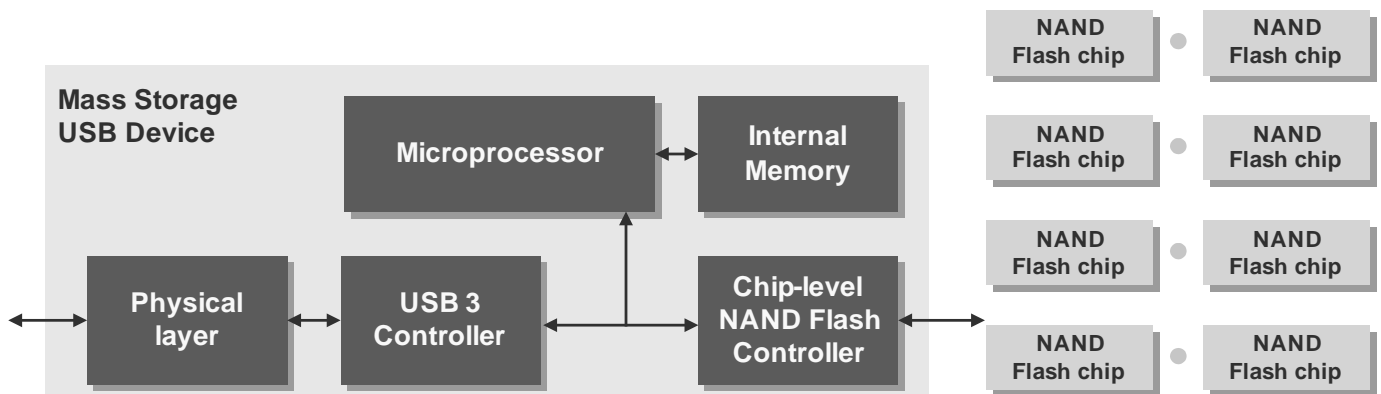 Mass Storage
USB Device
Microprocessor
Internal
Memory
Physical
layer
USB 3
Controller
Chip-level
NAND Flash
Controller
NAND
Flash chip
NAND
Flash chip
NAND
Flash chip
NAND
Flash chip
NAND
Flash chip
NAND
Flash chip
NAND
Flash chip
NAND
Flash chip